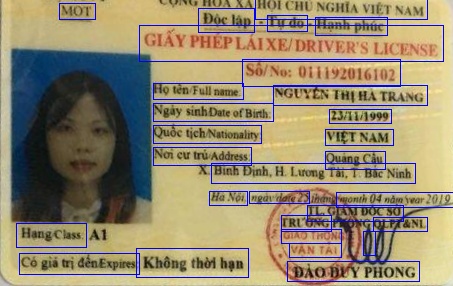 CỘNG HÒA XÃ HỘI CHỦ NGHĨA VIỆT NAM
MOT
Độc lập - Tự do - Hạnh phúc
GIẤY PHÉP LÁI XE/DRIVER'S LICENSE
Số/No: 011192016102
Họ tên/Full name: NGUYỄN THỊ HÀ TRANG
Ngày sinh/Date of Birth: 23/11/1999
Quốc tịch/Nationality: VIỆT NAM
Nơi cư trú/Address: Quảng Cầu
X. Bình Định, H. Lương Tài, T. Bắc Ninh
Hà Nội, ngày/date 25 tháng/month 04 năm/year 2019
TL. GIÁM ĐỐC SỞ
TRƯỞNG PHÒNG QLPT&NL
GIAO THÔNG
VẬN TẢI
Hạng/Class: A1
Có giá trị đến/Expires: Không thời hạn
ĐÀO DUY PHONG